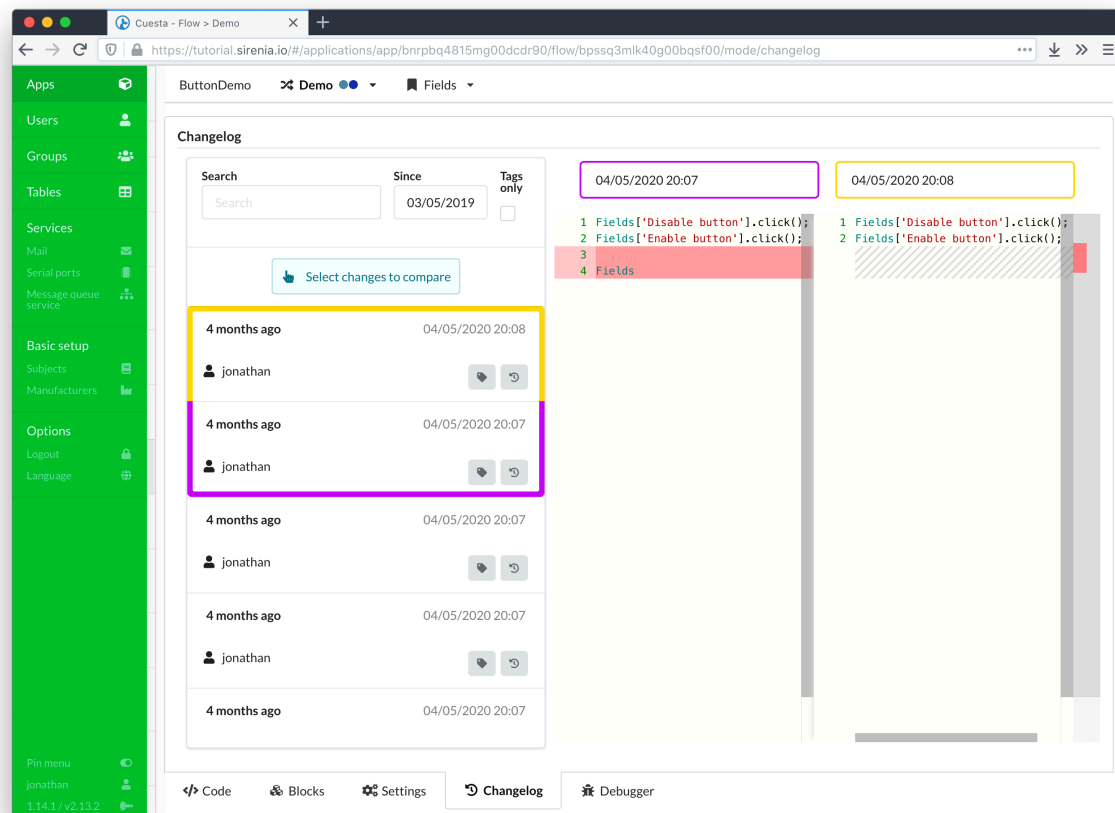 Cuesta - Flow > Demo
https://tutorial.sirenia.io/#/applications/app/bnrpbq4815mg00dcdr90/flow/bpssq3mlk40g00bqsf00/mode/changelog
Apps
Users
Groups
Tables
Services
Mail
Serial ports
Message queue
service
Basic setup
Subjects
Manufacturers
Options
Logout
Language
Pin menu
jonathan
1.14.1 / v2.13.2
ButtonDemo Demo Fields
Changelog
Search Since Tags
only
Search 03/05/2019
Select changes to compare
4 months ago 04/05/2020 20:08
jonathan
4 months ago 04/05/2020 20:07
jonathan
4 months ago 04/05/2020 20:07
jonathan
4 months ago 04/05/2020 20:07
jonathan
4 months ago 04/05/2020 20:07
04/05/2020 20:07
1 Fields['Disable button'].click();
2 Fields['Enable button'].click();
3
4 Fields
04/05/2020 20:08
1 Fields['Disable button'].click();
2 Fields['Enable button'].click();
Code Blocks Settings Changelog Debugger